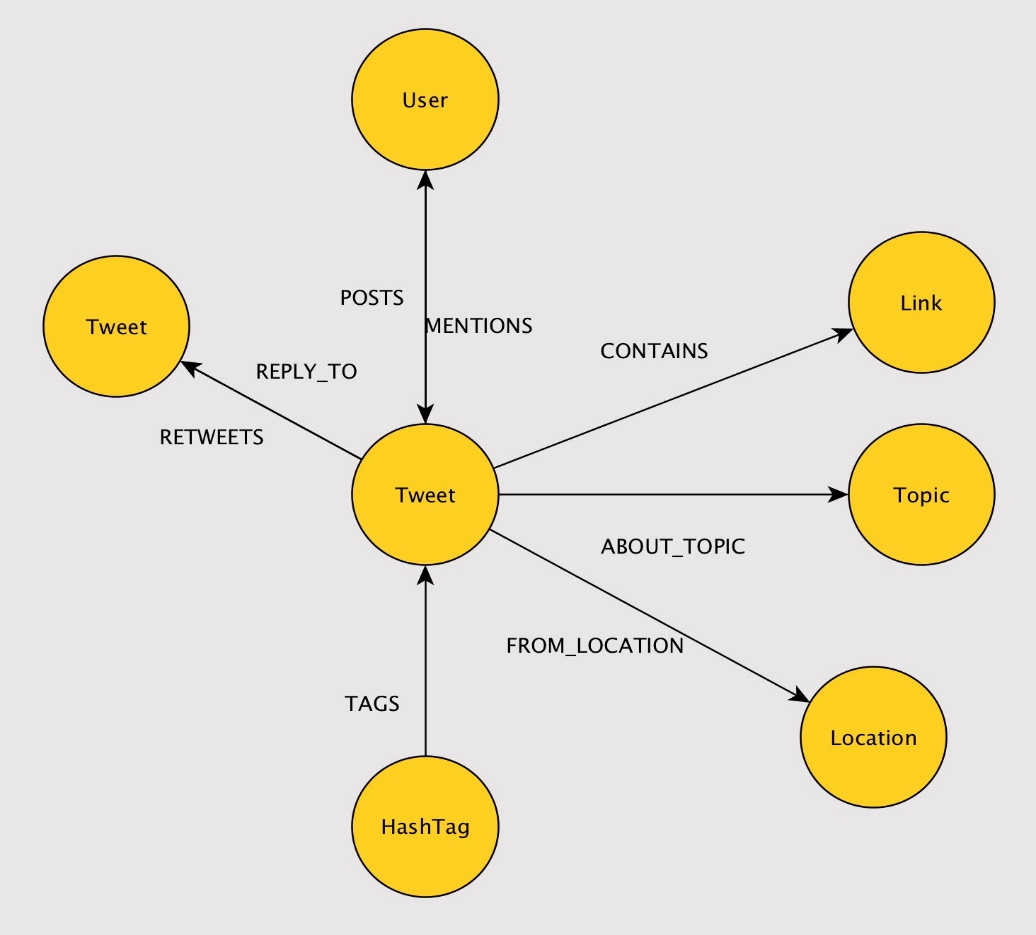 User
POSTS
MENTIONS
Link
Tweet
CONTAINS
REPLY_TO
RETWEETS
Tweet
Topic
ABOUT_TOPIC
FROM_LOCATION
TAGS
Location
HashTag